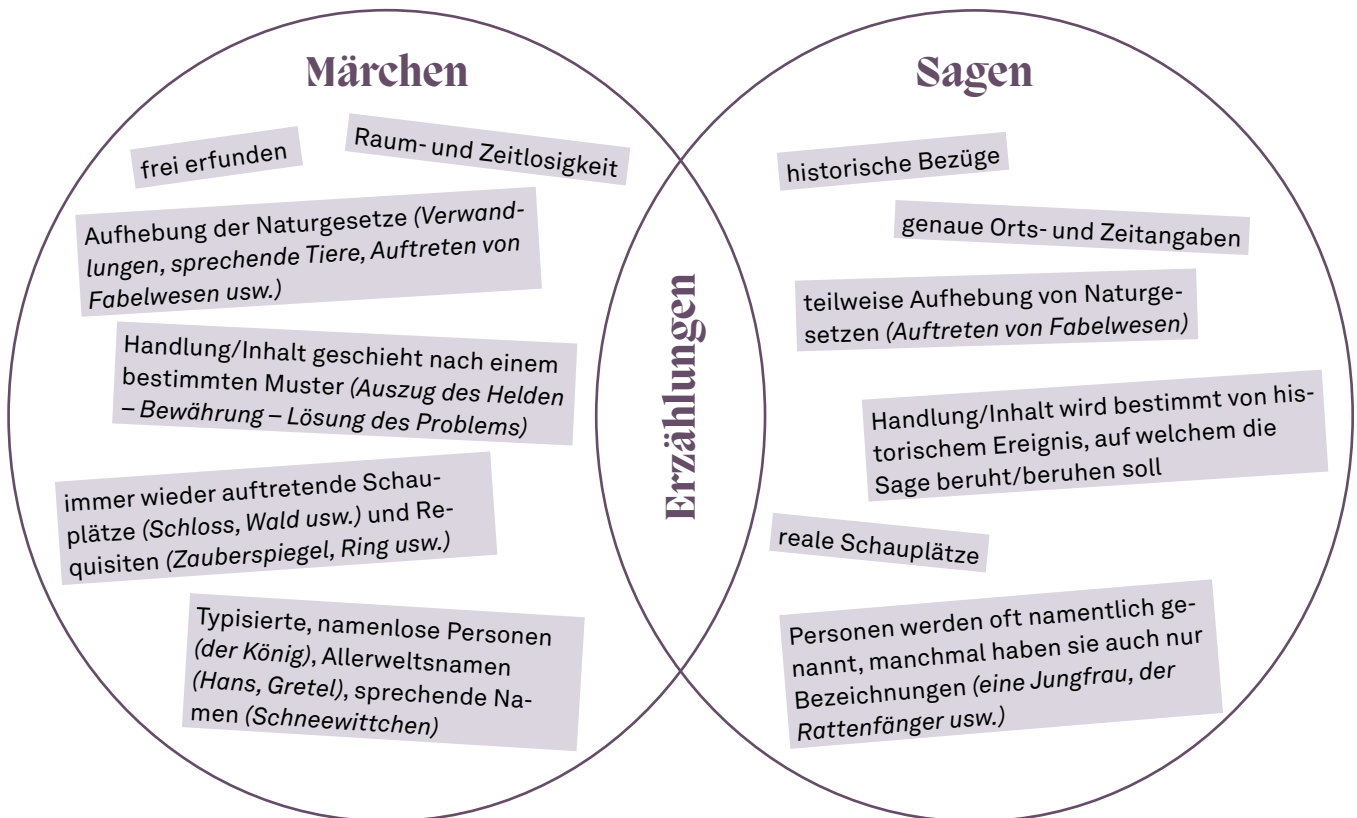 Märchen
frei erfunden
Raum- und Zeitlosigkeit
Aufhebung der Naturgesetze (Verwand-
lungen, sprechende Tiere, Auftreten von
Fabelwesen usw.)
Handlung/Inhalt geschieht nach einem
bestimmten Muster (Auszug des Helden
– Bewährung – Lösung des Problems)
immer wieder auftretende Schau-
plätze (Schloss, Wald usw.) und Re-
quisiten (Zauberspiegel, Ring usw.)
Typisierte, namenlose Personen
(der König), Allerweltsnamen
(Hans, Gretel), sprechende Na-
men (Schneewittchen)
Erzählungen
Sagen
historische Bezüge
genaue Orts- und Zeitangaben
teilweise Aufhebung von Naturge-
setzen (Auftreten von Fabelwesen)
Handlung/Inhalt wird bestimmt von his-
torischem Ereignis, auf welchem die
Sage beruht/beruhen soll
reale Schauplätze
Personen werden oft namentlich ge-
nannt, manchmal haben sie auch nur
Bezeichnungen (eine Jungfrau, der
Rattenfänger usw.)